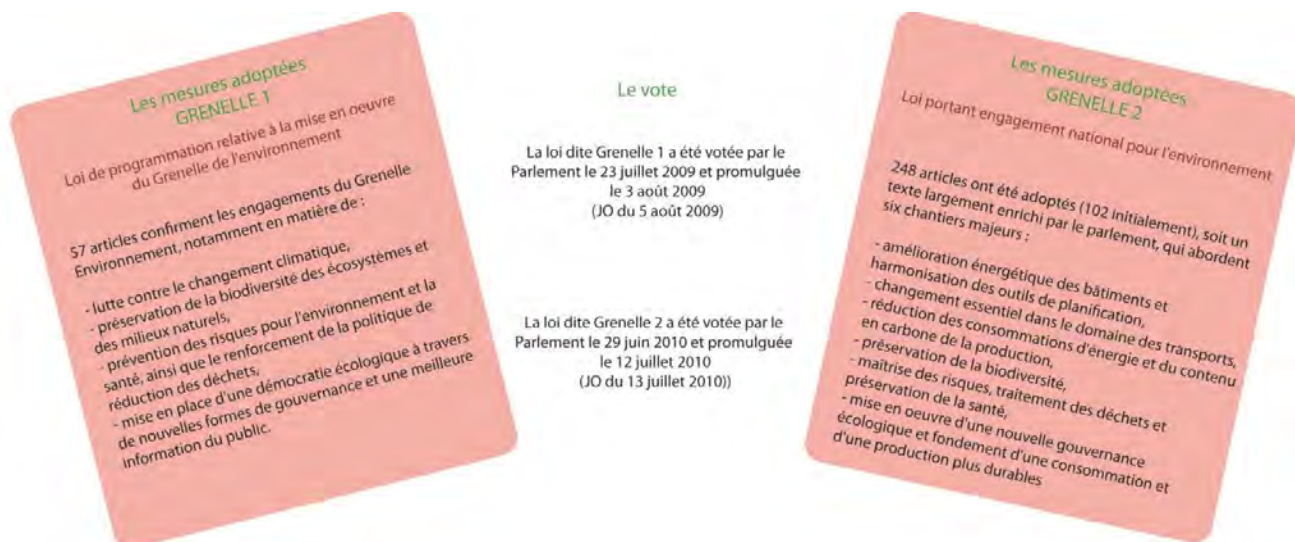 Les mesures adoptées
GRENELLE 1
Loi de programmation relative à la mise en oeuvre
du Grenelle de l'environnement
57 articles confirment les engagements du Grenelle
Environnement, notamment en matière de :
- lutte contre le changement climatique,
- préservation de la biodiversité des écosystèmes et
des milieux naturels,
- prévention des risques pour l'environnement et la
santé, ainsi que le renforcement de la politique de
réduction des déchets,
- mise en place d'une démocratie écologique à travers
de nouvelles formes de gouvernance et une meilleure
information du public.
Le vote
La loi dite Grenelle 1 a été votée par le
Parlement le 23 juillet 2009 et promulguée
le 3 août 2009
(JO du 5 août 2009)
La loi dite Grenelle 2 a été votée par le
Parlement le 29 juin 2010 et promulguée
le 12 juillet 2010
(JO du 13 juillet 2010))
Les mesures adoptées
GRENELLE 2
Loi portant engagement national pour l'environnement
248 articles ont été adoptés (102 initialement), soit un
texte largement enrichi par le parlement, qui abordent
six chantiers majeurs :
- amélioration énergétique des bâtiments et
harmonisation des outils de planification,
- changement essentiel dans le domaine des transports,
- réduction des consommations d'énergie et du contenu
en carbone de la production,
- préservation de la biodiversité,
- maîtrise des risques, traitement des déchets et
préservation de la santé,
- mise en oeuvre d'une nouvelle gouvernance
écologique et fondement d'une consommation et
d'une production plus durables